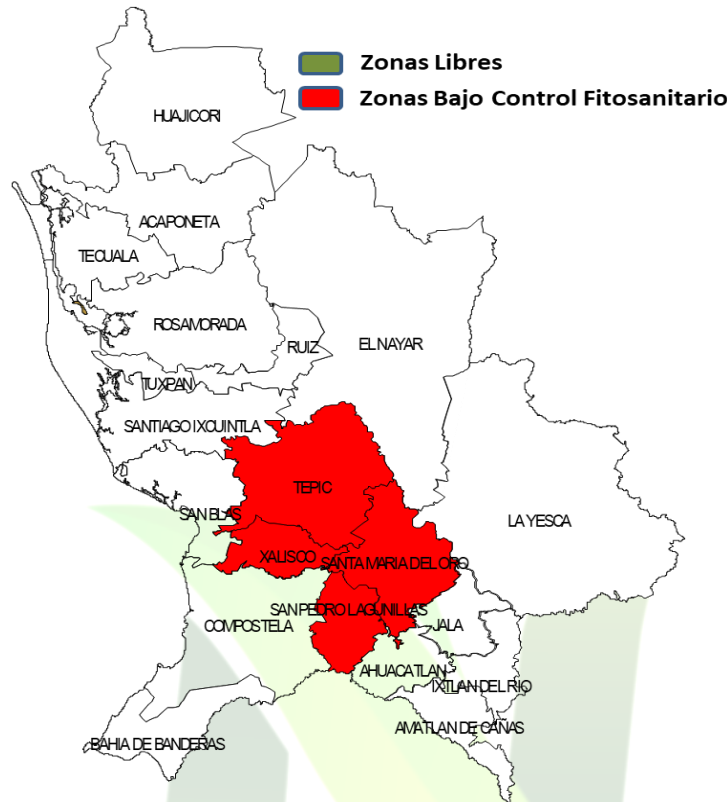 Zonas Libres
Zonas Bajo Control Fitosanitario
HUAJICORI
ACAPONETA
TECUALA
ROSAMORADA
RUIZ
EL NAYAR
TUXPAN
SANTIAGO IXCUINTLA
TEPIC
SAN BLAS
LA YESCA
XALISCO
SANTA MARIA DEL ORO
SAN PEDRO LAGUNILLAS
COMPOSTELA
JALA
AHUACATLAN
IXTLAN DEL RIO
AMATLAN DE CAÑAS
BAHIA DE BANDERAS